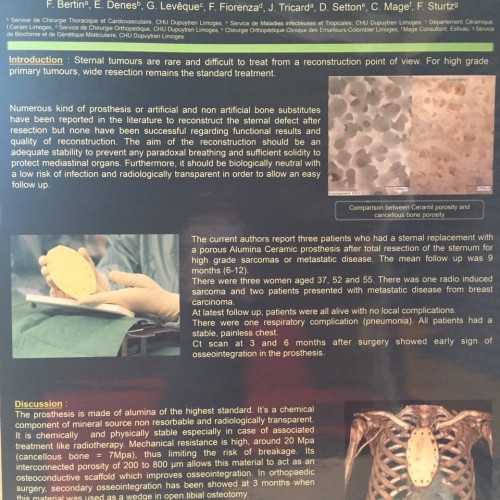 F. Bertinª, E. Denesᵇ, G. Levêqueᶜ, F. Fiorenzaᵈ, J. Tricardª, D. Settonᵉ, C. Mageᶠ, F. Sturtzᵍ
ª Service de Chirurgie Thoracique et Cardiovasculaire, CHU Dupuytren Limoges, ᵇ Service de Maladies infectieuses et Tropicales, CHU Dupuytren Limoges. ᶜ Département Céramique,
I.Ceram Limoges, ᵈ Service de Chirurgie Orthopédique, CHU Dupuytren Limoges. ᵉ Chirurgie Orthopédique Clinique des Emailleurs-Colombier Limoges, ᶠ Mage Consultant, ᵍ Service
de Biochimie et de Génétique Moléculaire, CHU Dupuytren Limoges.
Introduction : Sternal tumours are rare and difficult to treat from a reconstruction point of view. For high grade
primary tumours, wide resection remains the standard treatment.
Numerous kind of prosthesis or artificial and non artificial bone substitutes
have been reported in the literature to reconstruct the sternal defect after
resection but none have been successful regarding functional results and
quality of reconstruction. The aim of the reconstruction should be an
adequate stability to prevent any paradoxal breathing and sufficient solidity to
protect mediastinal organs. Furthermore, it should be biologically neutral with
a low risk of infection and radiologically transparent in order to allow an easy
follow up.
Comparison between Ceramil porosity and
cancellous bone porosity
The current authors report three patients who had a sternal replacement with
a porous Alumina Ceramic prosthesis after total resection of the sternum for
high grade sarcomas or metastatic disease. The mean follow up was 9
months (6-12).
There were three women aged 37, 52 and 55. There was one radio induced
sarcoma and two patients presented with metastatic disease from breast
carcinoma.
At latest follow up, patients were all alive with no local complications.
There were one respiratory complication (pneumonia). All patients had a
stable, painless chest.
Ct scan at 3 and 6 months after surgery showed early sign of
osseointegration in the prosthesis.
Discussion :
The prosthesis is made of alumina of the highest standard. It's a chemical
component of mineral source non resorbable and radiologically transparent.
It is chemically and physically stable especially in case of associated
treatment like radiotherapy. Mechanical resistance is high, around 20 Mpa
(cancellous bone = 7Mpa), thus limiting the risk of breakage. Its
interconnected porosity of 200 to 800 µm allows this material to act as an
osteoconductive scaffold which improves osseointegration. In orthopaedic
surgery, secondary osseointegration has been showed at 3 months when
this material was used as a wedge in open tibial osteotomy